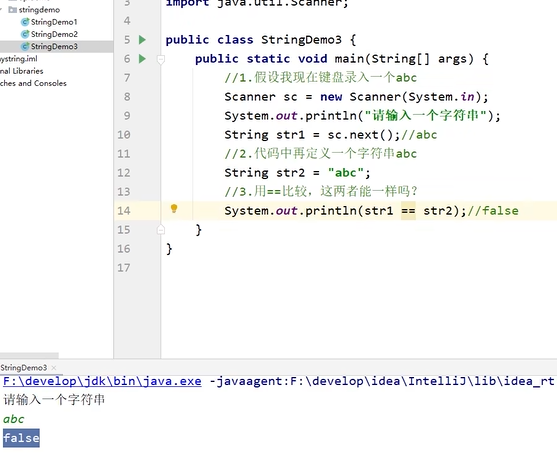 stringdemo
StringDemo1
StringDemo2
StringDemo3
ystring.iml
nal Libraries
ches and Consoles
3 import java.util.Scanner;
4
5 public class StringDemo3 {
6 public static void main(String[] args) {
7 //1.假设我现在键盘录入一个abc
8 Scanner sc = new Scanner(System.in);
9 System.out.println("请输入一个字符串");
10 String str1 = sc.next();//abc
11 //2.代码中再定义一个字符串abc
12 String str2 = "abc";
13 //3.用==比较，这两者能一样吗？
14 System.out.println(str1 == str2);//false
15 }
16 }
17
StringDemo3 ×
F:\develop\jdk\bin\java.exe -javaagent:F:\develop\idea\IntelliJ\lib\idea_rt
请输入一个字符串
abc
false